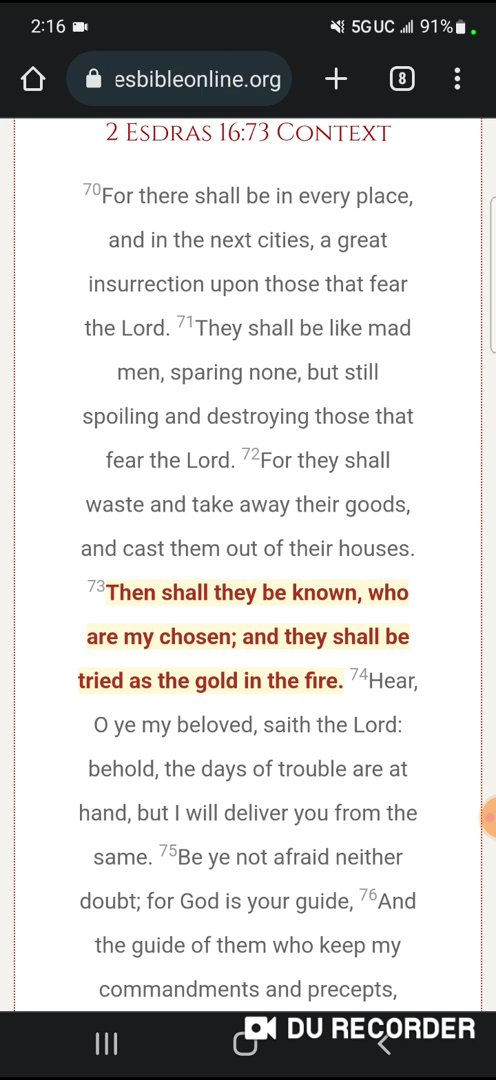 2:16
5G UC
91%
esbibleonline.org
8
2 Esdras 16:73 Context
70For there shall be in every place,
and in the next cities, a great
insurrection upon those that fear
the Lord. 71They shall be like mad
men, sparing none, but still
spoiling and destroying those that
fear the Lord. 72For they shall
waste and take away their goods,
and cast them out of their houses.
73Then shall they be known, who
are my chosen; and they shall be
tried as the gold in the fire. 74Hear,
O ye my beloved, saith the Lord:
behold, the days of trouble are at
hand, but I will deliver you from the
same. 75Be ye not afraid neither
doubt; for God is your guide, 76And
the guide of them who keep my
commandments and precepts,
DU RECORDER